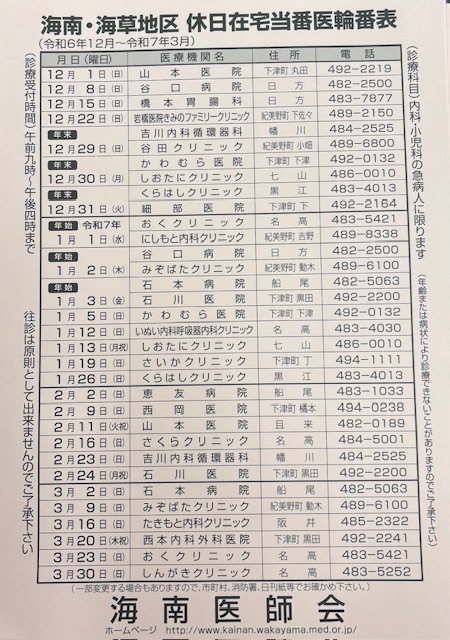 海南・海草地区 休日在宅当番医輪番表
(令和6年12月～令和7年3月)
(診療科目) 内科・小児科の急病人に限ります
(年齢または病状により診療できないことがありますのでご了承下さい)
(診療受付時間) 午前九時～午後四時まで
往診は原則として出来ませんのでご了承下さい
月日(曜日) 医療機関名 住所 電話番号
12月 1日(日) 山本医院 下津町 丸田 492-2219
12月 8日(日) 谷口病院 日方 482-2500
12月15日(日) 橋本胃腸科 日方 483-7877
12月22日(日) 岩橋医院きみのファミリークリニック 紀美野町 下佐々 489-2150
年末 吉川内科循環器科 船尾 484-2525
12月29日(日) 谷田クリニック 紀美野町 小畑 489-6800
年末 かわむら医院 下津町 下津 492-0132
12月30日(月) しおたにクリニック 七山 486-0010
年末 くらはしクリニック 黒江 483-4013
12月31日(火) 細部医院 下津町 下 492-2164
年始 令和7年 おくクリニック 名高 483-5421
1月 1日(水) にしもと内科クリニック 紀美野町 吉野 489-8338
年始 谷口病院 日方 482-2500
1月 2日(木) みぞばたクリニック 紀美野町 動木 489-6100
年始 石本病院 船尾 482-5063
1月 3日(金) 石川医院 下津町 黒田 492-2200
1月 5日(日) かわむら医院 下津町 下津 492-0132
1月12日(日) いぬい内科呼吸器内科クリニック 名高 483-4030
1月13日(月祝) しおたにクリニック 七山 486-0010
1月19日(日) さいかクリニック 下津町 丁 494-1111
1月26日(日) くらはしクリニック 黒江 483-4013
2月 2日(日) 恵友病院 船尾 483-1033
2月 9日(日) 西岡医院 下津町 橘本 494-0238
2月11日(火祝) 山本医院 且来 482-0189
2月16日(日) さくらクリニック 名高 484-5001
2月23日(日) 吉川内科循環器科 船尾 484-2525
2月24日(月祝) 石川医院 下津町 黒田 492-2200
3月 2日(日) 石本病院 船尾 482-5063
3月 9日(日) みぞばたクリニック 紀美野町 動木 489-6100
3月16日(日) たきもと内科クリニック 阪井 485-2322
3月20日(木祝) 西本内科外科医院 下津町 下 492-2241
3月23日(日) おくクリニック 名高 483-5421
3月30日(日) しんがきクリニック 名高 483-5252
(一部変更する場合もありますので、市町村、消防署、日刊紙等でお確かめ下さい。)
海南医師会
ホームページ http://www.kainan.wakayama.med.or.jp/